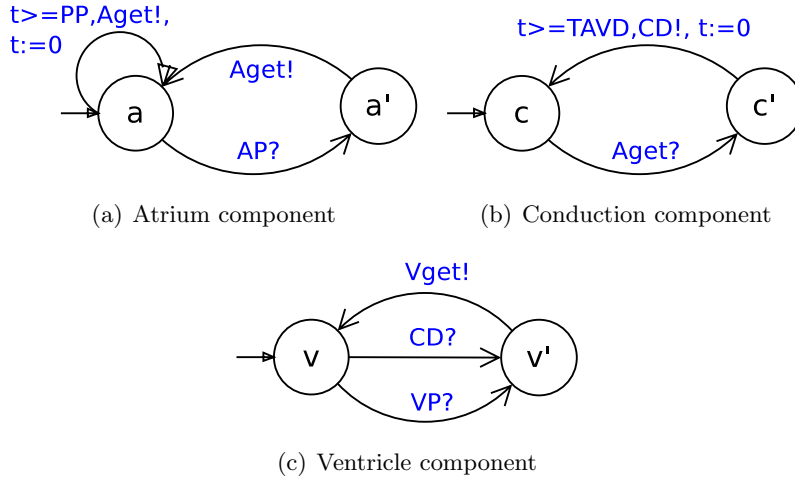 t>=PP,Aget!,
t:=0
Aget!
a
a'
AP?
(a) Atrium component
t>=TAVD,CD!, t:=0
c
c'
Aget?
(b) Conduction component
Vget!
CD?
v
v'
VP?
(c) Ventricle component